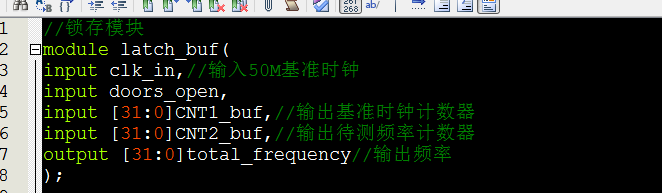 1 //锁存模块
2 module latch_buf(
3 input clk_in,//输入50M基准时钟
4 input doors_open,
5 input [31:0]CNT1_buf,//输出基准时钟计数器
6 input [31:0]CNT2_buf,//输出待测频率计数器
7 output [31:0]total_frequency//输出频率
8 );